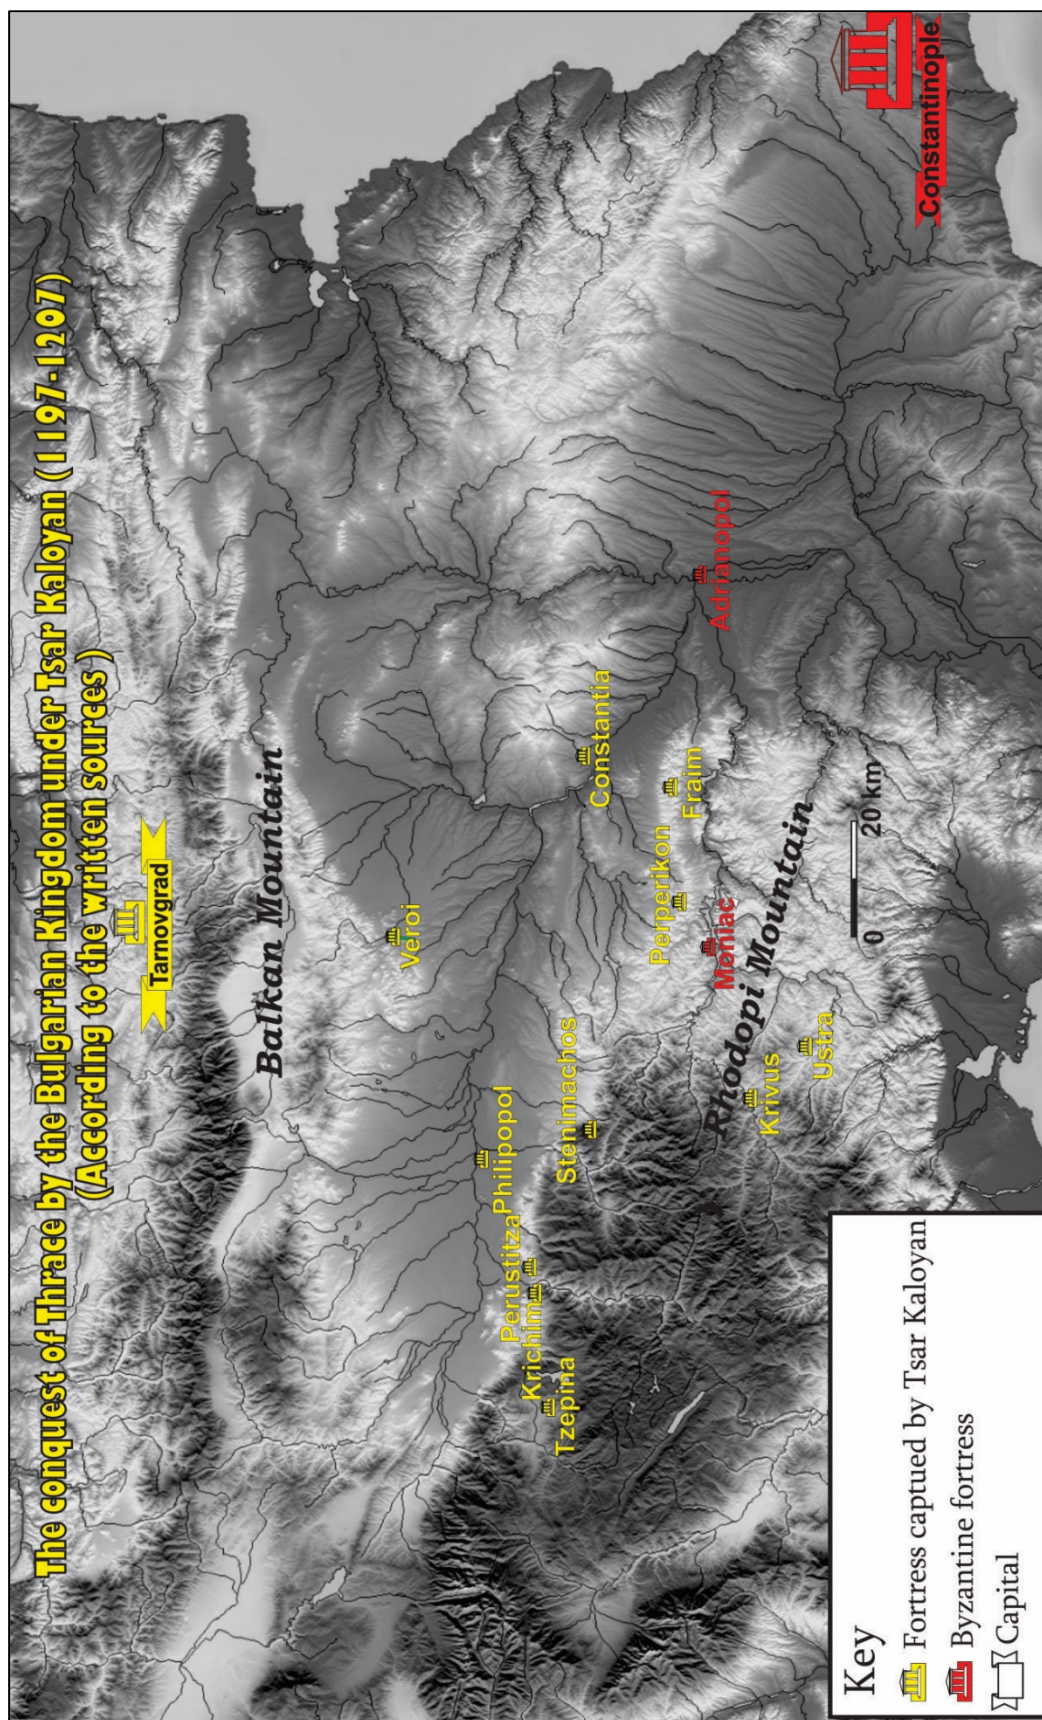 The conquest of Thrace by the Bulgarian Kingdom under Tsar Kaloyan (1197-1207)
(According to the written sources)
Tarnovgrad
Balkan Mountain
Veroi
Philipopol
Perustitza
Krichim
Tzepina
Stenimachos
Constantia
Perperikon
Fraim
Adrianopol
Moniac
Rhodopi Mountain
Krivus
Ustra
Constantinople
0 20 km
Key
Fortress captued by Tsar Kaloyan
Byzantine fortress
Capital